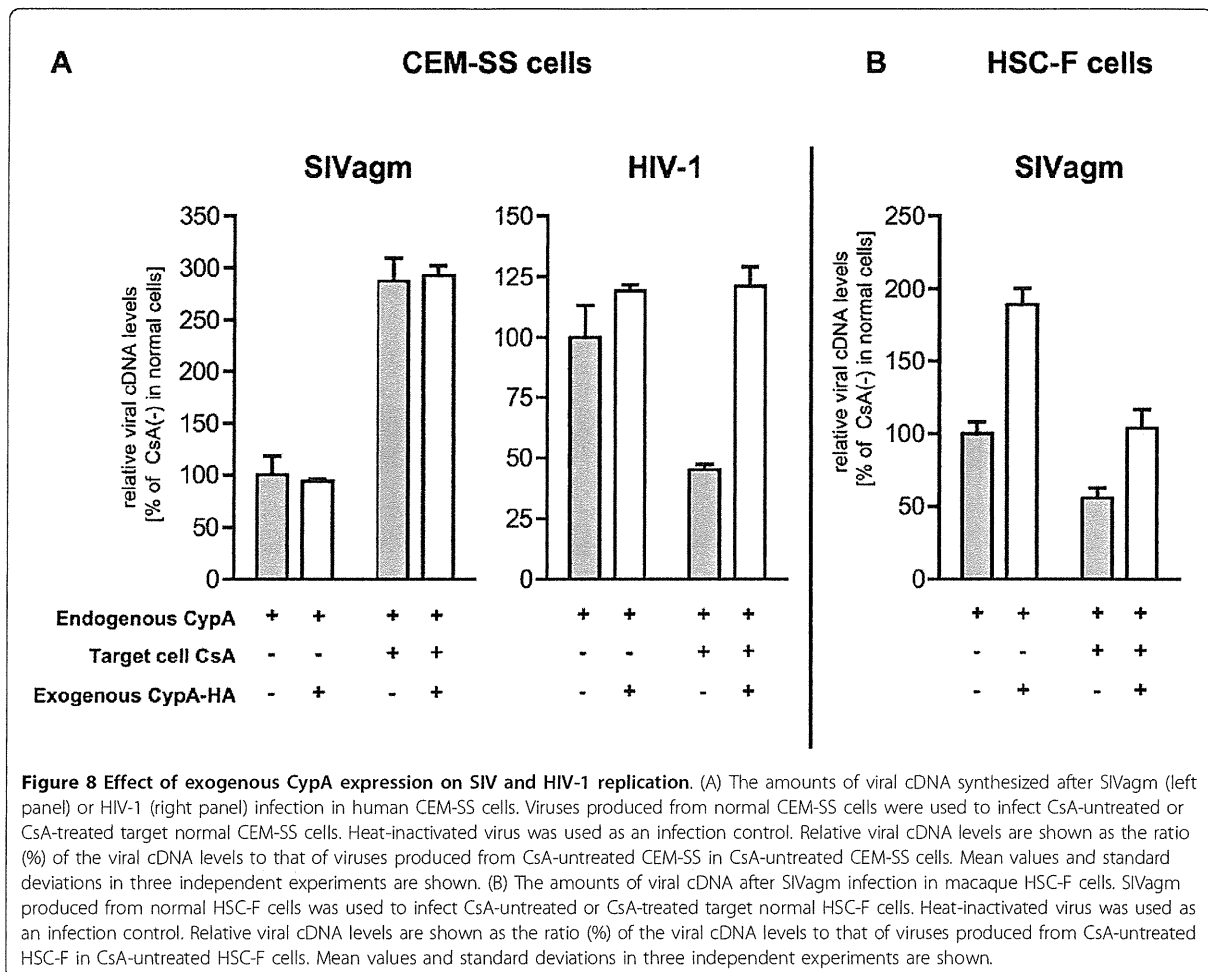 A
CEM-SS cells
B
HSC-F cells
SIVagm
HIV-1
SIVagm
relative viral cDNA levels
[% of CsA(-) in normal cells]
350
300
250
200
150
100
50
0
150
125
100
75
50
25
0
relative viral cDNA levels
[% of CsA(-) in normal cells]
250
200
150
100
50
0
Endogenous CypA + + + + + + + + + + + +
Target cell CsA - - + + - - + + - - + +
Exogenous CypA-HA - + - + - + - + - + - +
Figure 8 Effect of exogenous CypA expression on SIV and HIV-1 replication. (A) The amounts of viral cDNA synthesized after SIVagm (left
panel) or HIV-1 (right panel) infection in human CEM-SS cells. Viruses produced from normal CEM-SS cells were used to infect CsA-untreated or
CsA-treated target normal CEM-SS cells. Heat-inactivated virus was used as an infection control. Relative viral cDNA levels are shown as the ratio
(%) of the viral cDNA levels to that of viruses produced from CsA-untreated CEM-SS in CsA-untreated CEM-SS cells. Mean values and standard
deviations in three independent experiments are shown. (B) The amounts of viral cDNA after SIVagm infection in macaque HSC-F cells. SIVagm
produced from normal HSC-F cells was used to infect CsA-untreated or CsA-treated target normal HSC-F cells. Heat-inactivated virus was used as
an infection control. Relative viral cDNA levels are shown as the ratio (%) of the viral cDNA levels to that of viruses produced from CsA-untreated
HSC-F in CsA-untreated HSC-F cells. Mean values and standard deviations in three independent experiments are shown.